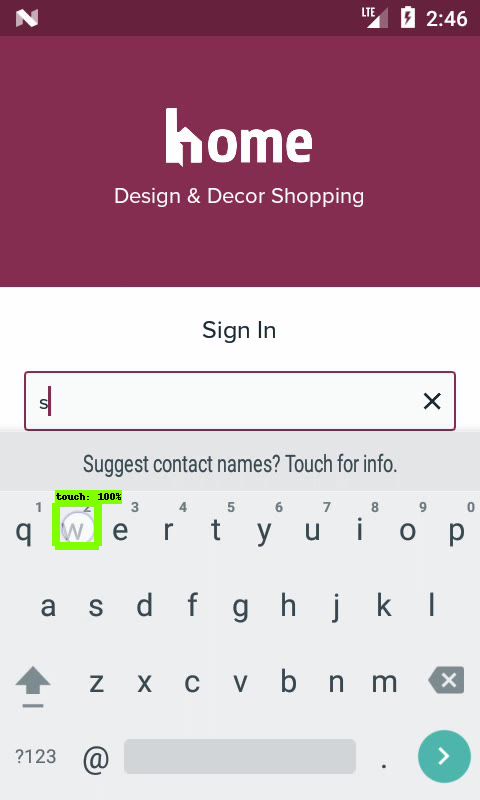 LTE 2:46
home
Design & Decor Shopping
Sign In
s
Suggest contact names? Touch for info.
touch: 100%
1 2 3 4 5 6 7 8 9 0
q w e r t y u i o p
a s d f g h j k l
z x c v b n m
?123 @ .